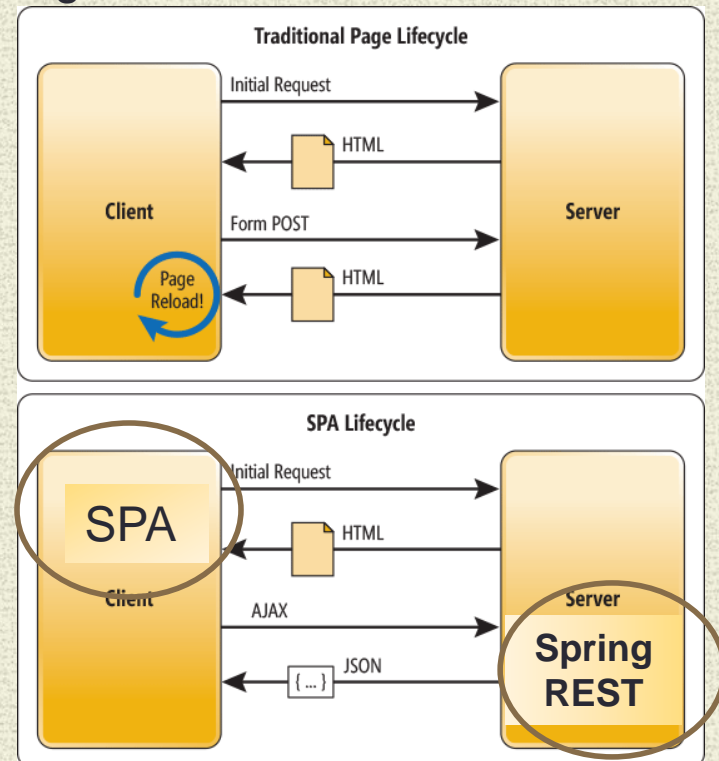 Traditional Page Lifecycle
Initial Request
HTML
Client
Server
Form POST
HTML
Page
Reload!
SPA Lifecycle
Initial Request
SPA
HTML
Client
Server
AJAX
Spring
REST
JSON
{ ... }